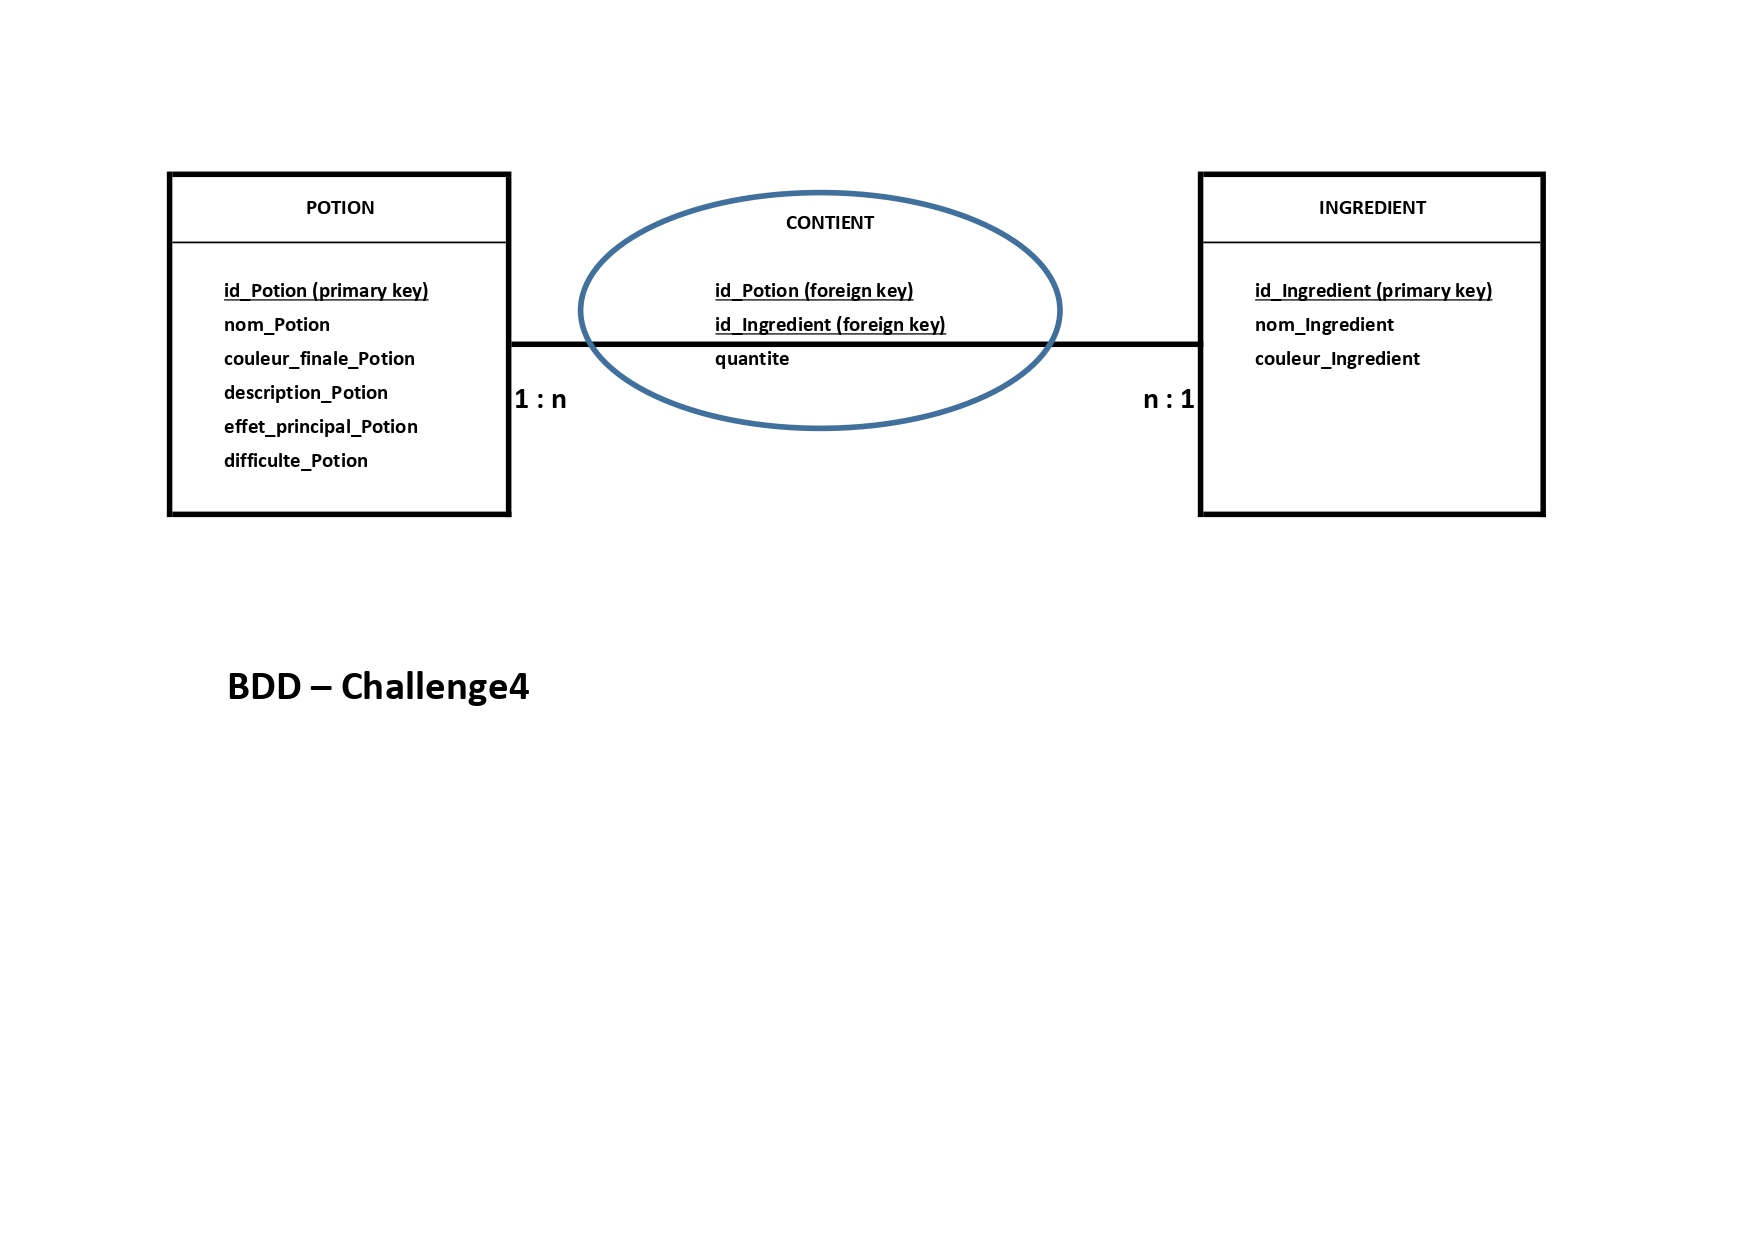 POTION
id_Potion (primary key)
nom_Potion
couleur_finale_Potion
description_Potion
effet_principal_Potion
difficulte_Potion
1 : n
CONTIENT
id_Potion (foreign key)
id_Ingredient (foreign key)
quantite
n : 1
INGREDIENT
id_Ingredient (primary key)
nom_Ingredient
couleur_Ingredient
BDD – Challenge4